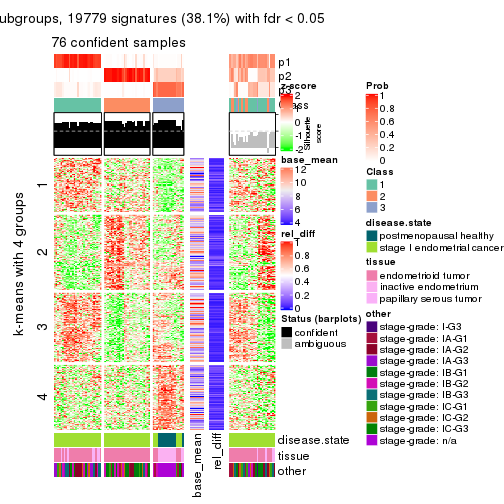 ubgroups, 19779 signatures (38.1%) with fdr < 0.05
76 confident samples
p1
p2
p3
Class
Silhouette
score
k-means with 4 groups
1
2
3
4
z-score
2
1
0
-1
-2
base_mean
12
10
8
6
4
rel_diff
1
0.8
0.6
0.4
0.2
0
Status (barplots)
confident
ambiguous
disease.state
tissue
other
base_mean
rel_diff
Prob
1
0.8
0.6
0.4
0.2
0
Class
1
2
3
disease.state
postmenopausal healthy
stage I endometrial cancer
tissue
endometrioid tumor
inactive endometrium
papillary serous tumor
other
stage-grade: I-G3
stage-grade: IA-G1
stage-grade: IA-G2
stage-grade: IA-G3
stage-grade: IB-G1
stage-grade: IB-G2
stage-grade: IB-G3
stage-grade: IC-G1
stage-grade: IC-G2
stage-grade: IC-G3
stage-grade: n/a